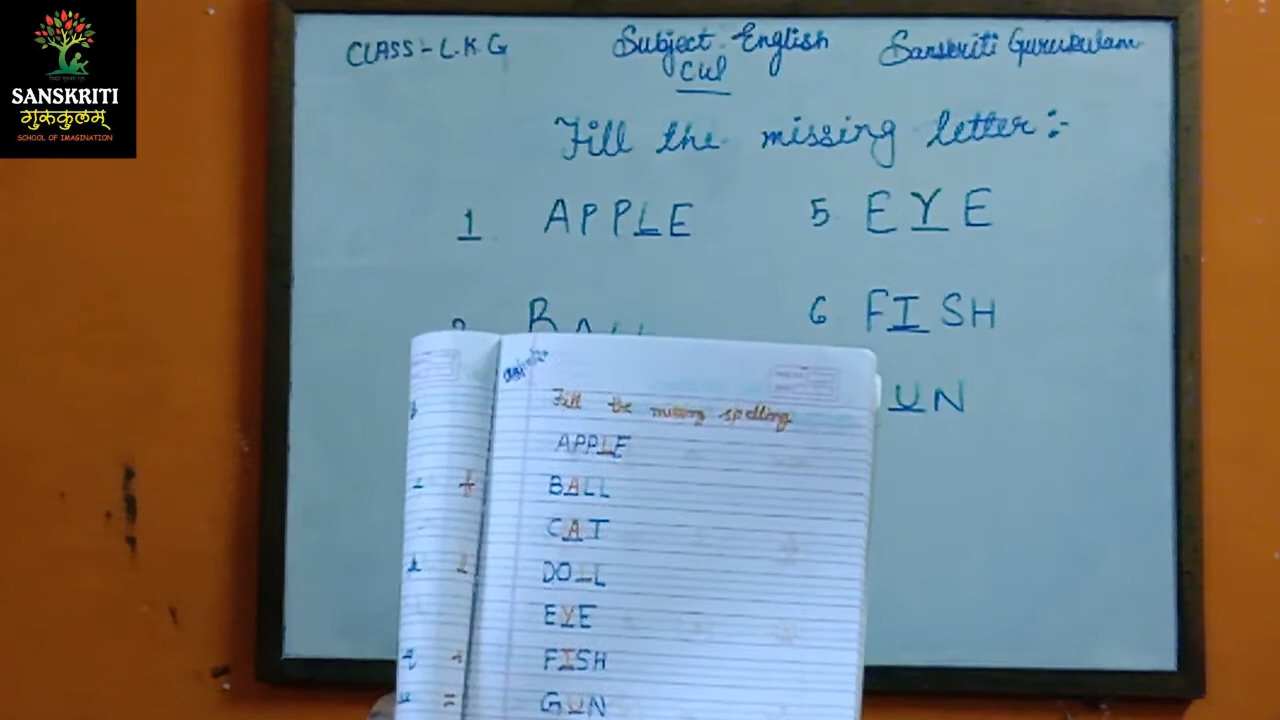 SANSKRITI
गुरुकुलम्
SCHOOL OF IMAGINATION
CLASS-L.K.G
Subject. English
Sanskriti Gurukulam
CW
Fill the missing letter:-
1 APPLE
5 EYE
BALL
6 FISH
UN
Fill the missing spelling
APPLE
BALL
CAT
DOLL
EYE
FISH
GUN